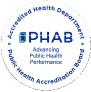 Accredited Health Department
PHAB
Advancing
Public Health
Performance
Public Health Accreditation Board